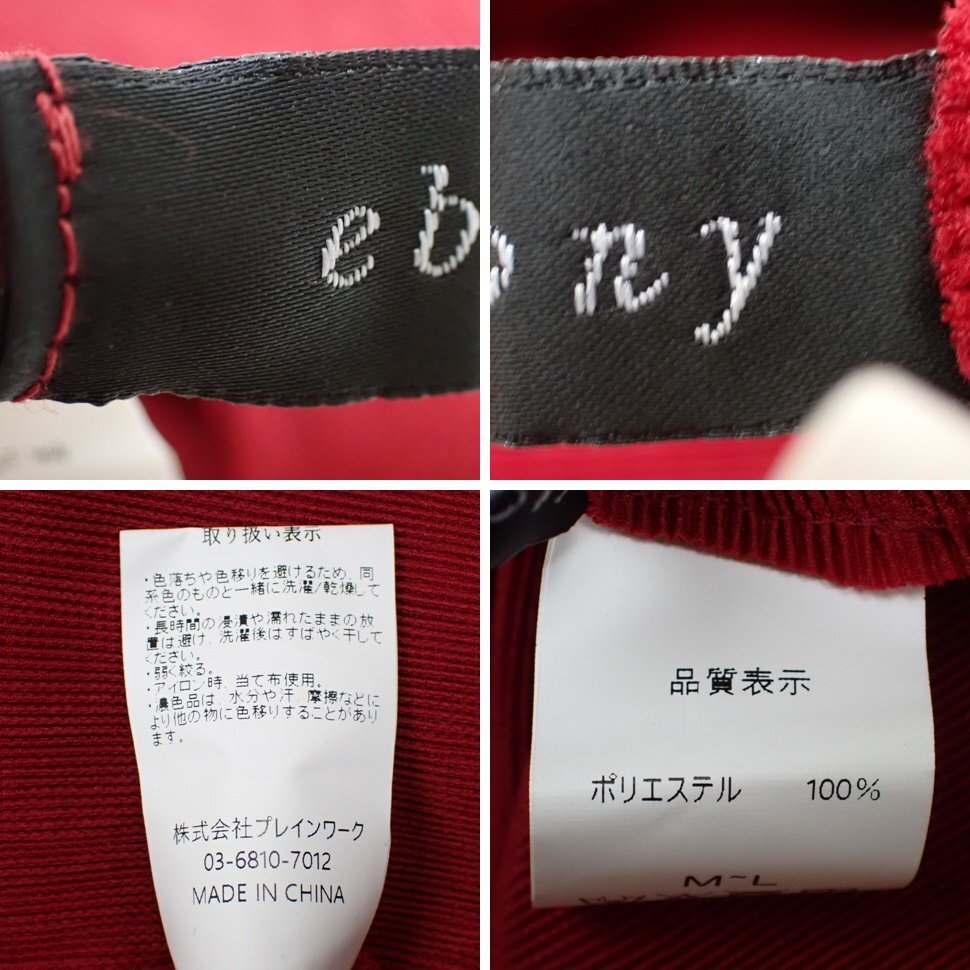 eb
ny
取り扱い表示
・色落ちや色移りを避けるため、同
系色のものと一緒に洗濯/乾燥して
ください。
・長時間の浸漬や濡れたままの放
置は避け、洗濯後はすばやく干して
ください。
・弱く絞る。
・アイロン時、当て布使用。
・濃色品は、水分や汗、摩擦などに
より他の物に色移りすることがあり
ます。
株式会社プレインワーク
03-6810-7012
MADE IN CHINA
品質表示
ポリエステル 100%
M~L